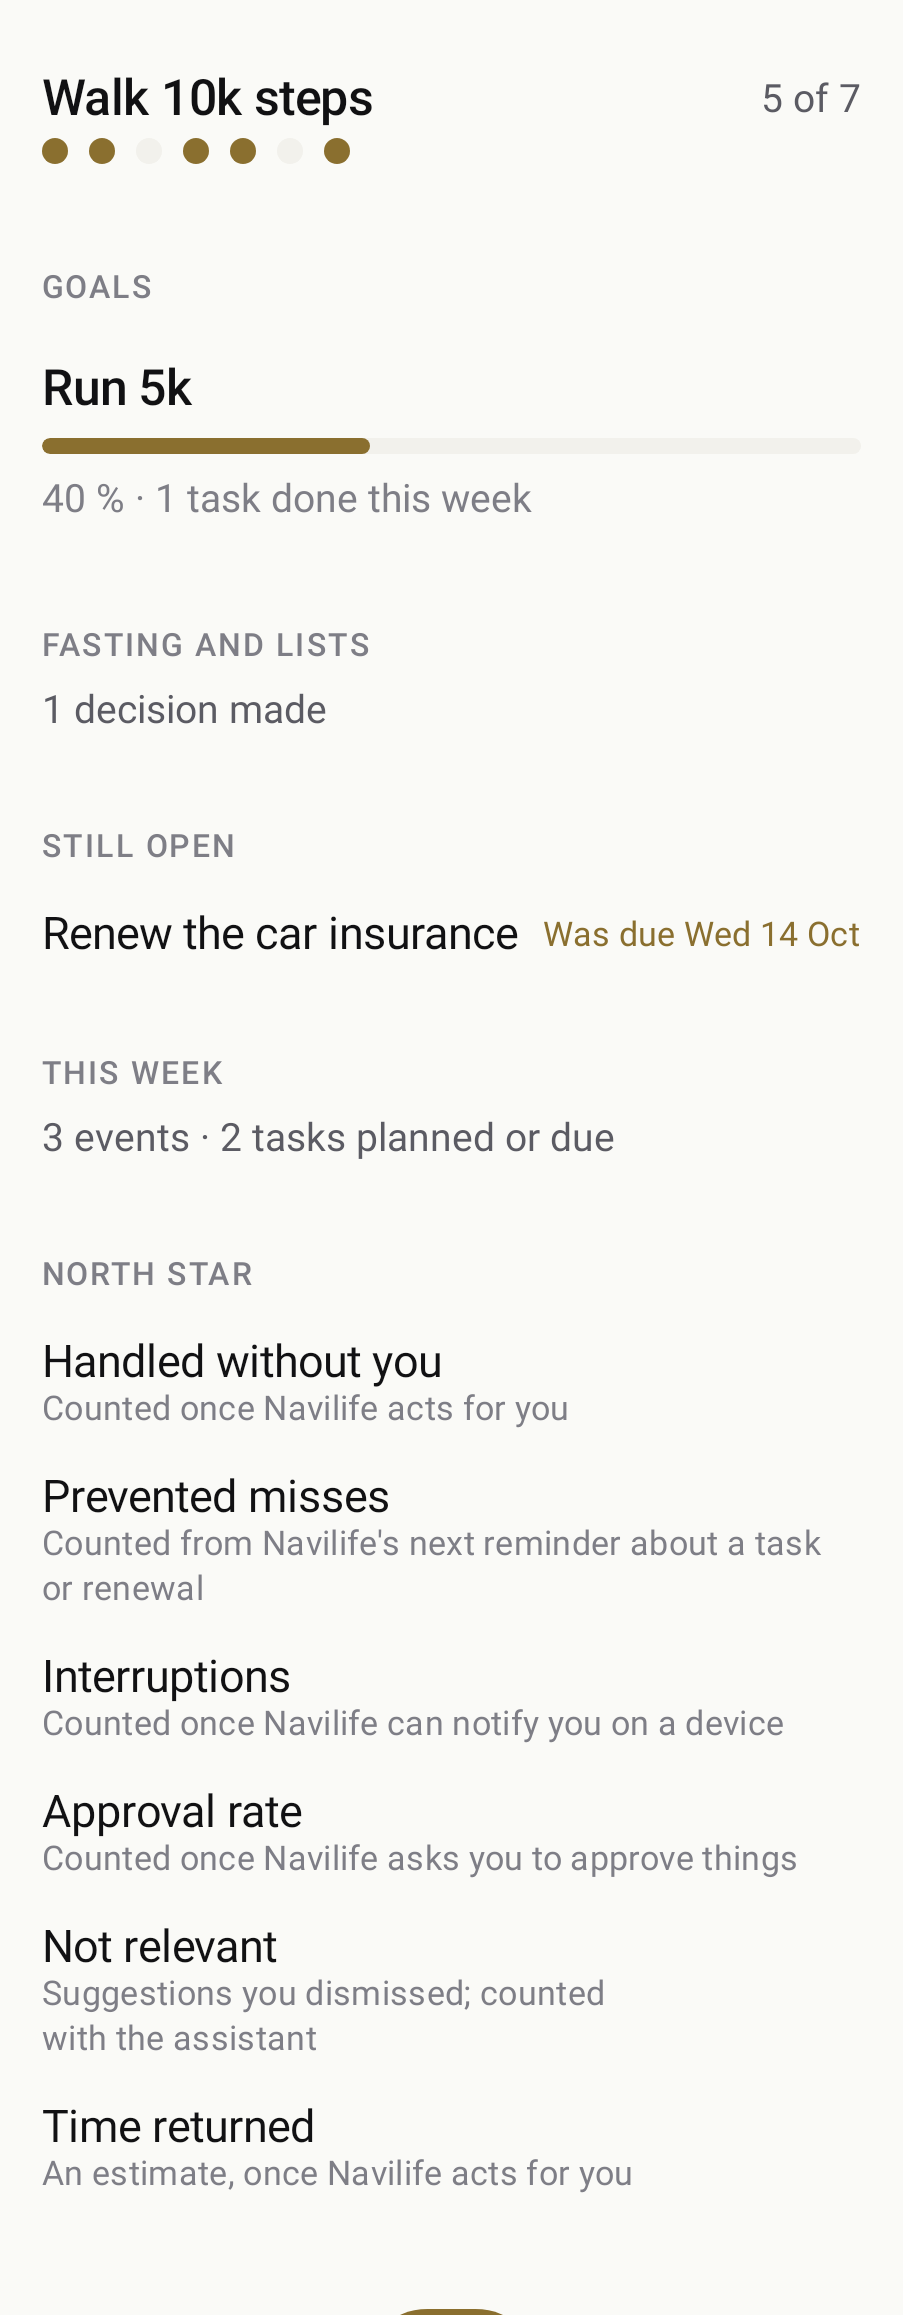 Walk 10k steps 5 of 7
GOALS
Run 5k
40 % · 1 task done this week
FASTING AND LISTS
1 decision made
STILL OPEN
Renew the car insurance Was due Wed 14 Oct
THIS WEEK
3 events · 2 tasks planned or due
NORTH STAR
Handled without you
Counted once Navilife acts for you
Prevented misses
Counted from Navilife's next reminder about a task
or renewal
Interruptions
Counted once Navilife can notify you on a device
Approval rate
Counted once Navilife asks you to approve things
Not relevant
Suggestions you dismissed; counted
with the assistant
Time returned
An estimate, once Navilife acts for you